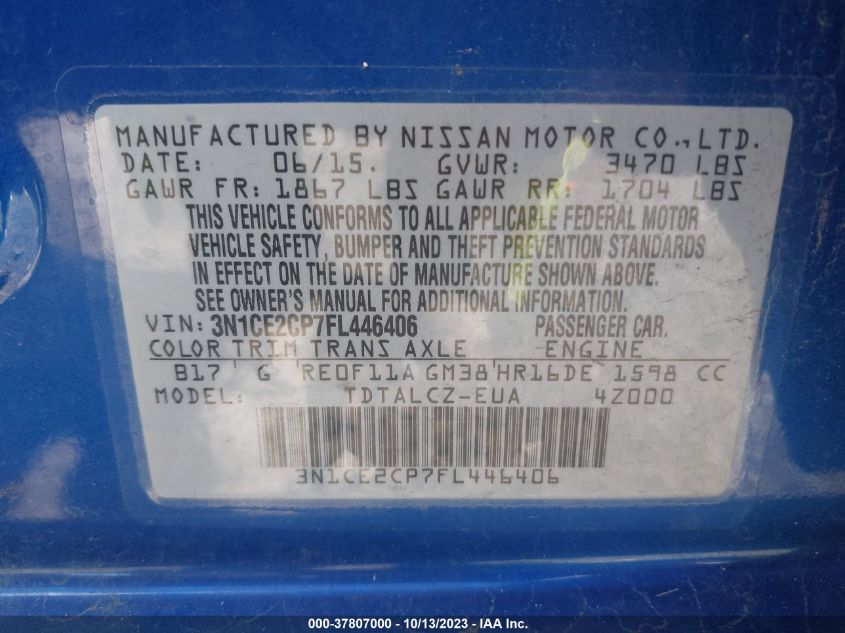 MANUFACTURED BY NISSAN MOTOR CO., LTD.
DATE: 06/15. GVWR: 3470 LBS
GAWR FR: 1867 LBS GAWR RR: 1704 LBS
THIS VEHICLE CONFORMS TO ALL APPLICABLE FEDERAL MOTOR
VEHICLE SAFETY, BUMPER AND THEFT PREVENTION STANDARDS
IN EFFECT ON THE DATE OF MANUFACTURE SHOWN ABOVE.
SEE OWNER'S MANUAL FOR ADDITIONAL INFORMATION.
VIN: 3N1CE2CP7FL446406 PASSENGER CAR.
COLOR TRIM TRANS AXLE ENGINE
B17 G RE0F11A GM38 HR16DE 1598 CC
MODEL: TDTALCZ-EUA 4Z000
3N1CE2CP7FL446406
000-37807000 - 10/13/2023 - IAA Inc.